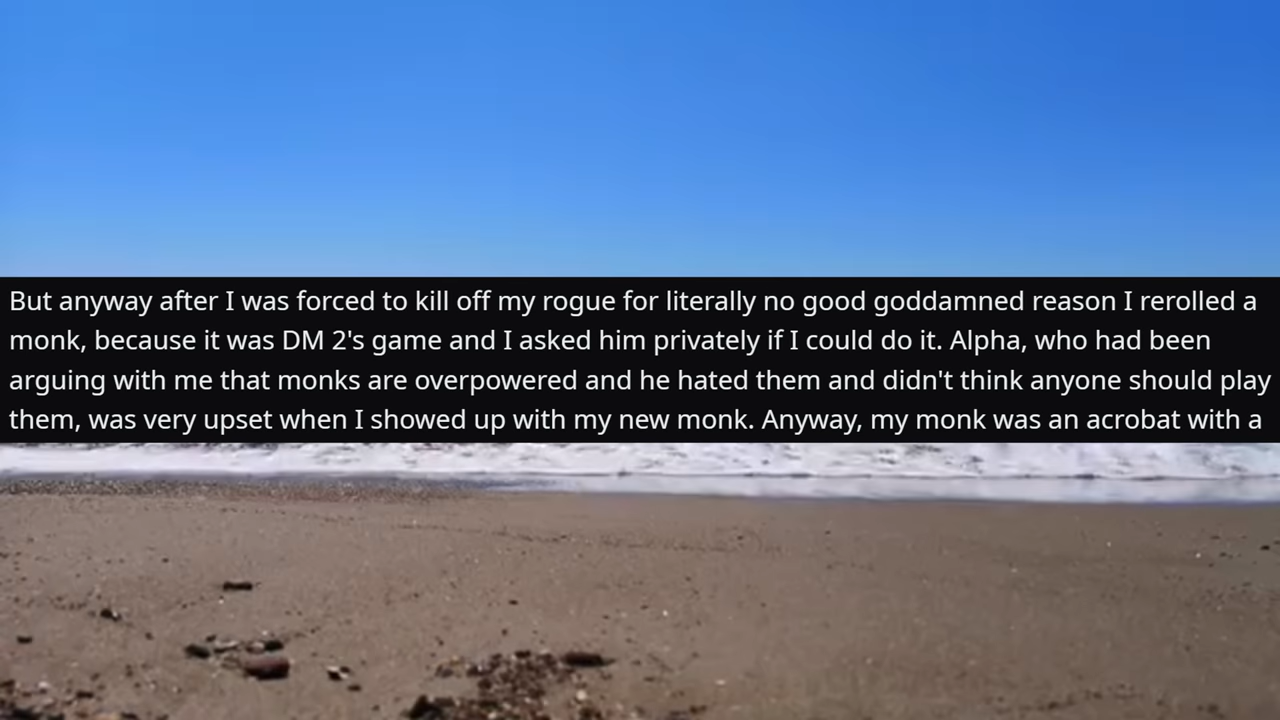 But anyway after I was forced to kill off my rogue for literally no good goddamned reason I rerolled a
monk, because it was DM 2's game and I asked him privately if I could do it. Alpha, who had been
arguing with me that monks are overpowered and he hated them and didn't think anyone should play
them, was very upset when I showed up with my new monk. Anyway, my monk was an acrobat with a